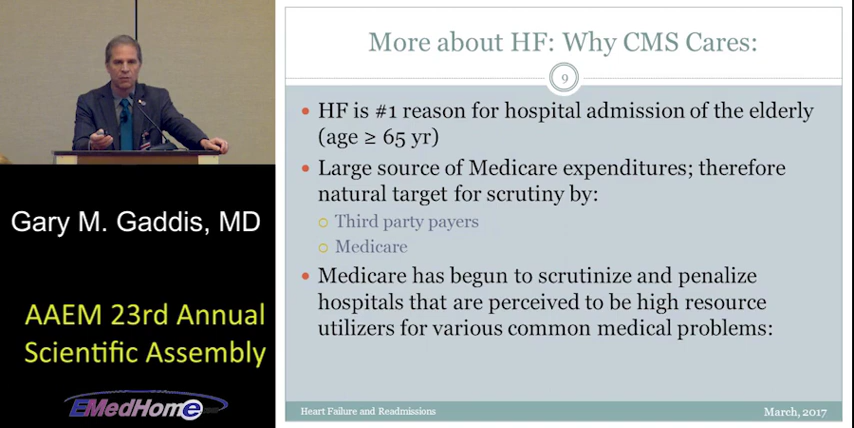 More about HF: Why CMS Cares:
9
• HF is #1 reason for hospital admission of the elderly
(age ≥ 65 yr)
• Large source of Medicare expenditures; therefore
natural target for scrutiny by:
○ Third party payers
○ Medicare
• Medicare has begun to scrutinize and penalize
hospitals that are perceived to be high resource
utilizers for various common medical problems:
Heart Failure and Readmissions
March, 2017
Gary M. Gaddis, MD
AAEM 23rd Annual
Scientific Assembly
EMedHome